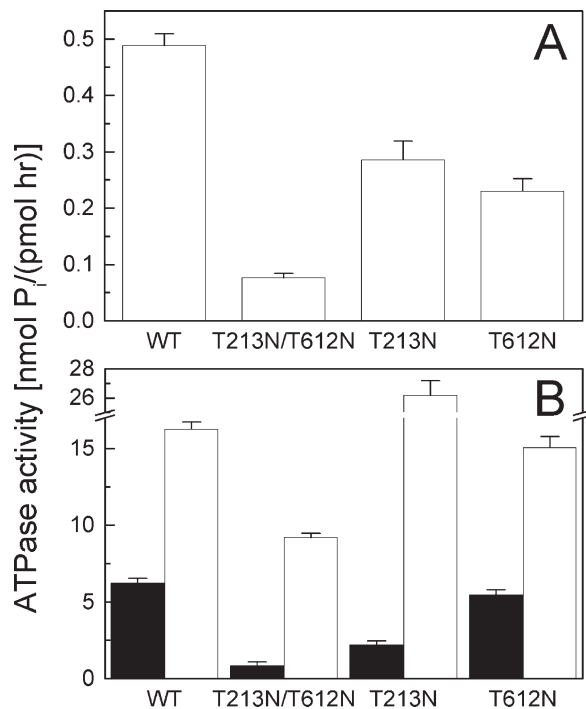 A
0.5
0.4
0.3
0.2
0.1
0.0
WT T213N/T612N T213N T612N
ATPase activity [nmol Pi/(pmol hr)]
B
28
26
15
10
5
0
WT T213N/T612N T213N T612N